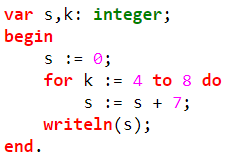 var s,k: integer;
begin
    s := 0;
    for k := 4 to 8 do
        s := s + 7;
    writeln(s);
end.